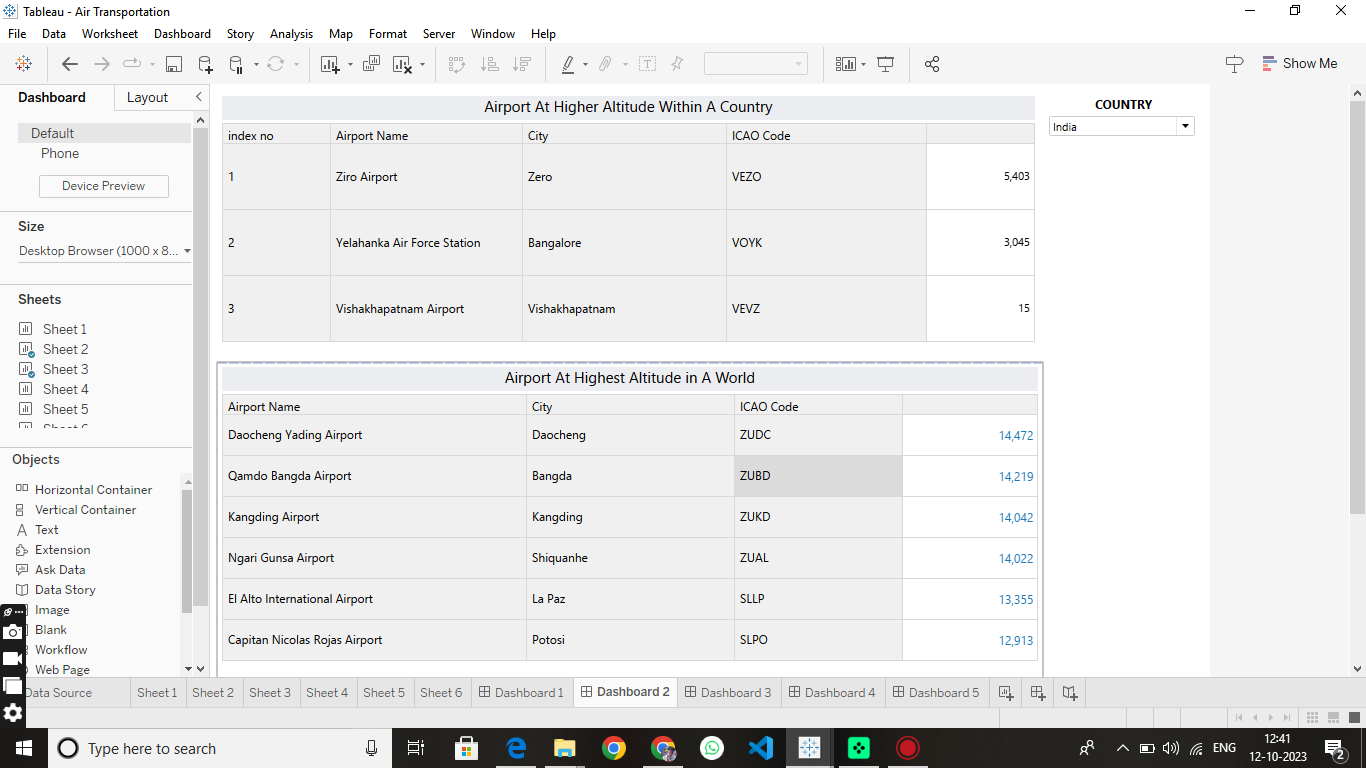 Tableau - Air Transportation
File Data Worksheet Dashboard Story Analysis Map Format Server Window Help
Show Me
Dashboard Layout
Default
Phone
Device Preview
Size
Desktop Browser (1000 x 8...
Sheets
Sheet 1
Sheet 2
Sheet 3
Sheet 4
Sheet 5
Objects
Horizontal Container
Vertical Container
Text
Extension
Ask Data
Data Story
Image
Blank
Workflow
Web Page
Airport At Higher Altitude Within A Country
index no Airport Name City ICAO Code
1 Ziro Airport Zero VEZO 5,403
2 Yelahanka Air Force Station Bangalore VOYK 3,045
3 Vishakhapatnam Airport Vishakhapatnam VEVZ 15
COUNTRY
India
Airport At Highest Altitude in A World
Airport Name City ICAO Code
Daocheng Yading Airport Daocheng ZUDC 14,472
Qamdo Bangda Airport Bangda ZUBD 14,219
Kangding Airport Kangding ZUKD 14,042
Ngari Gunsa Airport Shiquanhe ZUAL 14,022
El Alto International Airport La Paz SLLP 13,355
Capitan Nicolas Rojas Airport Potosi SLPO 12,913
Data Source Sheet 1 Sheet 2 Sheet 3 Sheet 4 Sheet 5 Sheet 6 Dashboard 1 Dashboard 2 Dashboard 3 Dashboard 4 Dashboard 5
Type here to search
ENG
12:41
12-10-2023
2